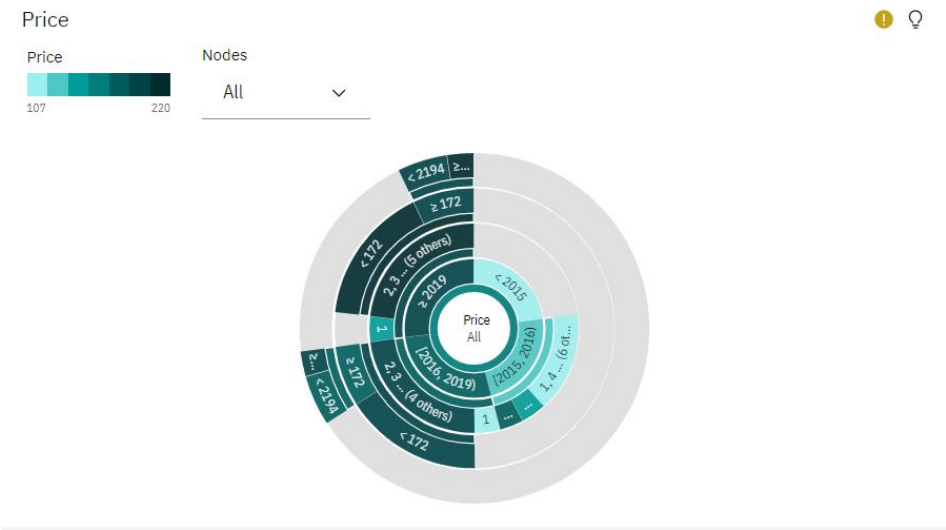 Price
Price
Nodes
107
220
All
< 2194
≥...
≥ 172
< 172
2, 3 ... (5 others)
≥ 2019
< 2015
Price
All
1
[2016, 2019)
[2015, 2016)
1, 4 ... (6 ot...
≥...
≥ 172
2, 3 ... (4 others)
< 2194
1
...
...
< 172